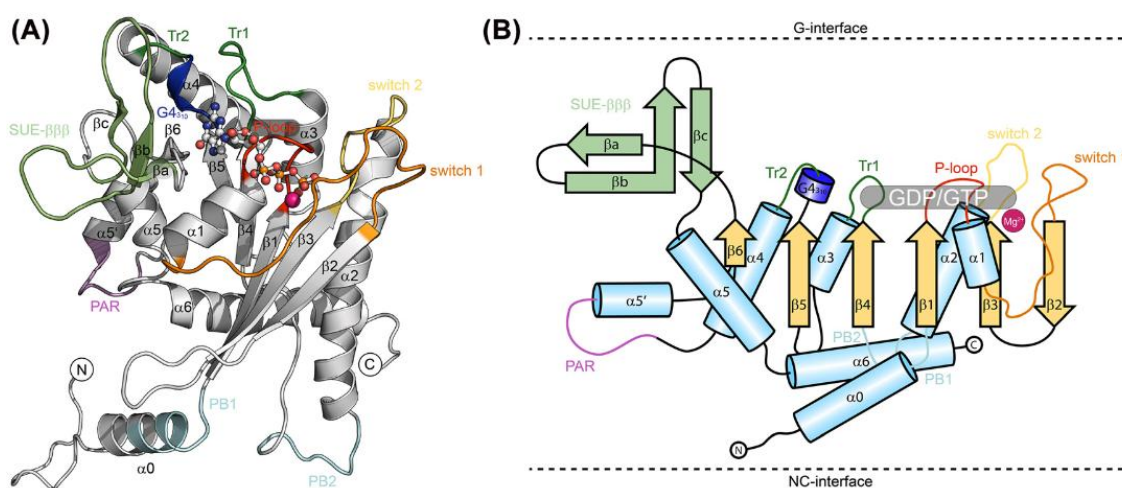 (A)
Tr2
Tr1
α4
switch 2
G4₃₁₀
P-loop
α3
SUE-βββ
βc
β6
βb
βa
β5
switch 1
β4
β1
β3
α5'
α5
α1
β2
α2
PAR
α6
N
C
PB1
α0
PB2
(B)
G-interface
SUE-βββ
βc
βa
βb
switch 2
Tr2
Tr1
P-loop
switch
G4₃₁₀
GDP/GTP
Mg²⁺
β6
α4
α3
α2
α1
α5
α5'
β5
β4
β1
β3
β2
PAR
PB2
α6
C
PB1
α0
N
NC-interface